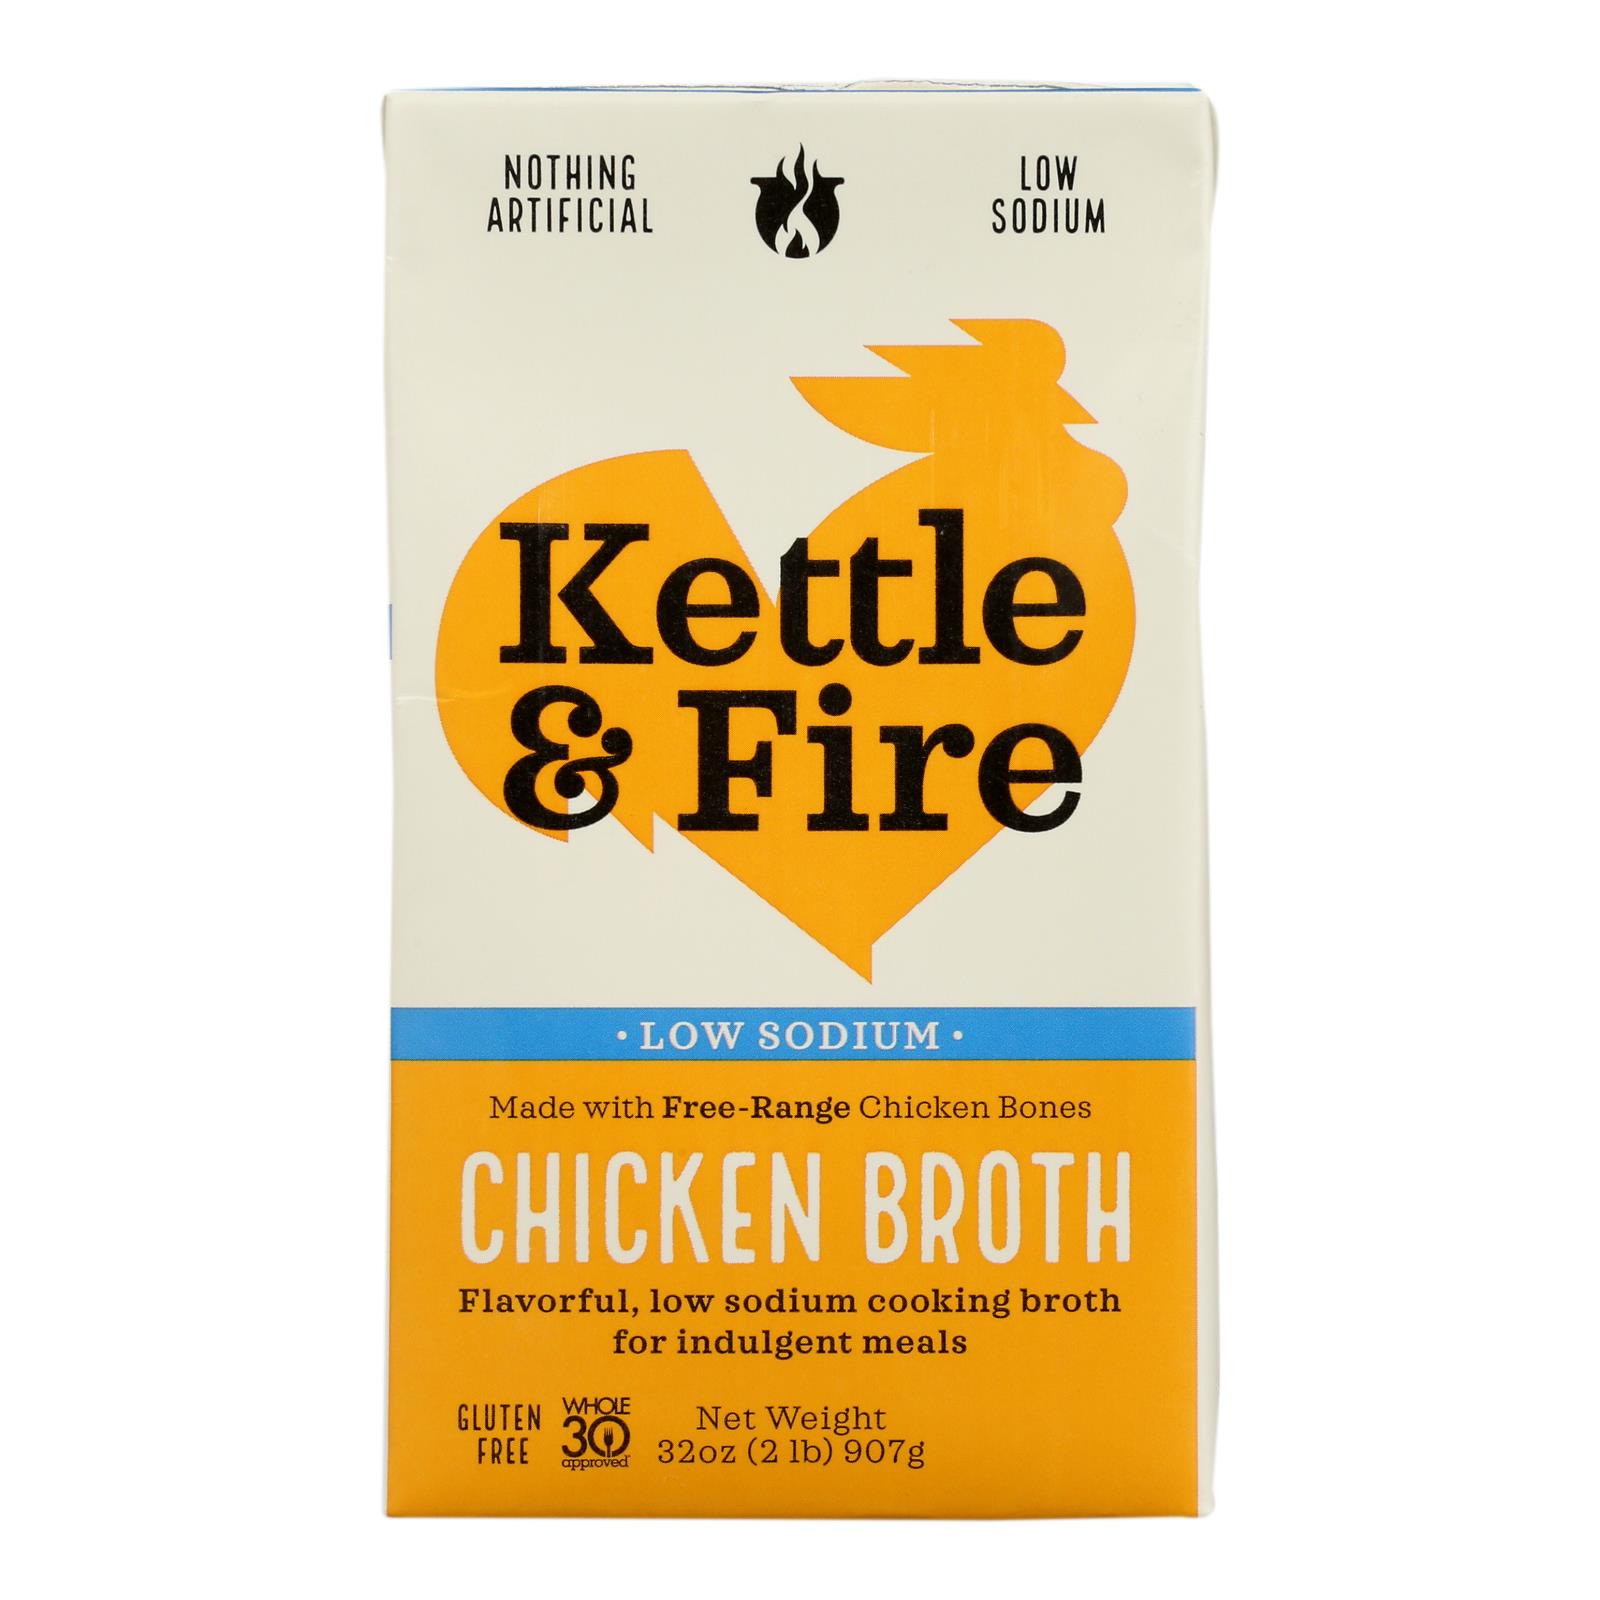 NOTHING
ARTIFICIAL
LOW
SODIUM
Kettle
& Fire
• LOW SODIUM •
Made with Free-Range Chicken Bones
CHICKEN BROTH
Flavorful, low sodium cooking broth
for indulgent meals
GLUTEN
FREE
WHOLE
30
approved
Net Weight
32oz (2 lb) 907g